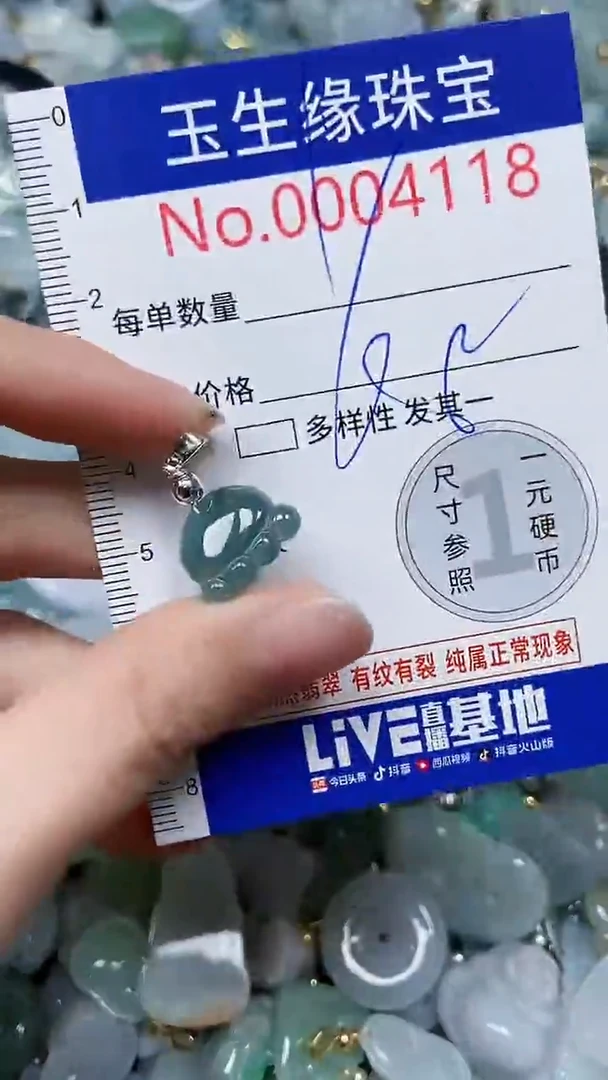 玉生缘珠宝
No.0004118
0
1
2
每单数量
价格
多样性 发其一
4
5
8
1
尺寸参照
一元硬币
翡翠 有纹有裂 纯属正常现象
LiVE直播基地
今日头条 抖音 西瓜视频 抖音火山版